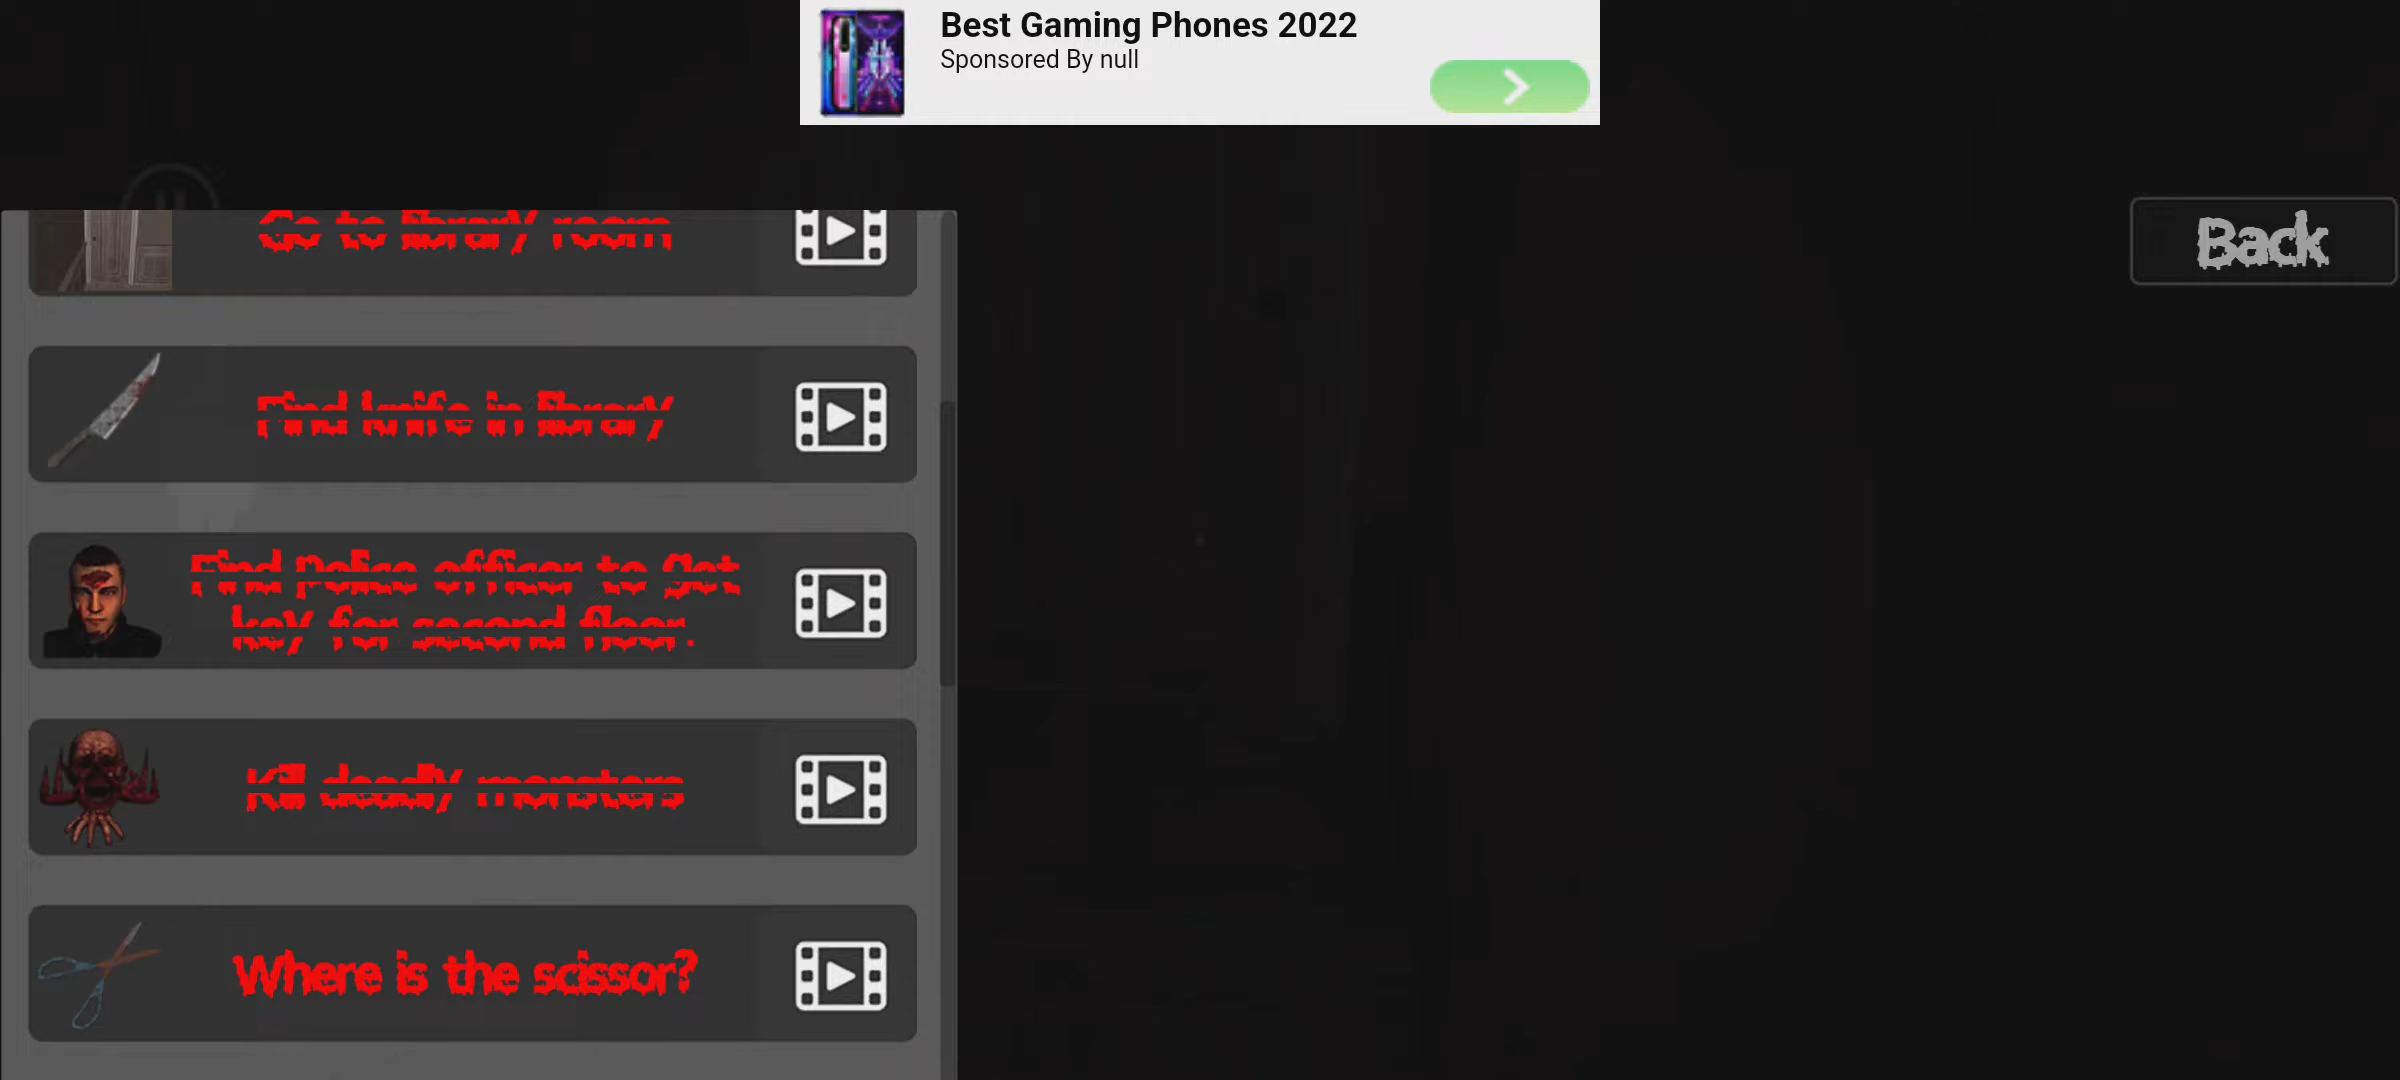 Best Gaming Phones 2022
Sponsored By null
Go to library room
Back
Find knife in library
Find police officer to get
key for second floor.
Kill deadly monsters
Where is the scissor?